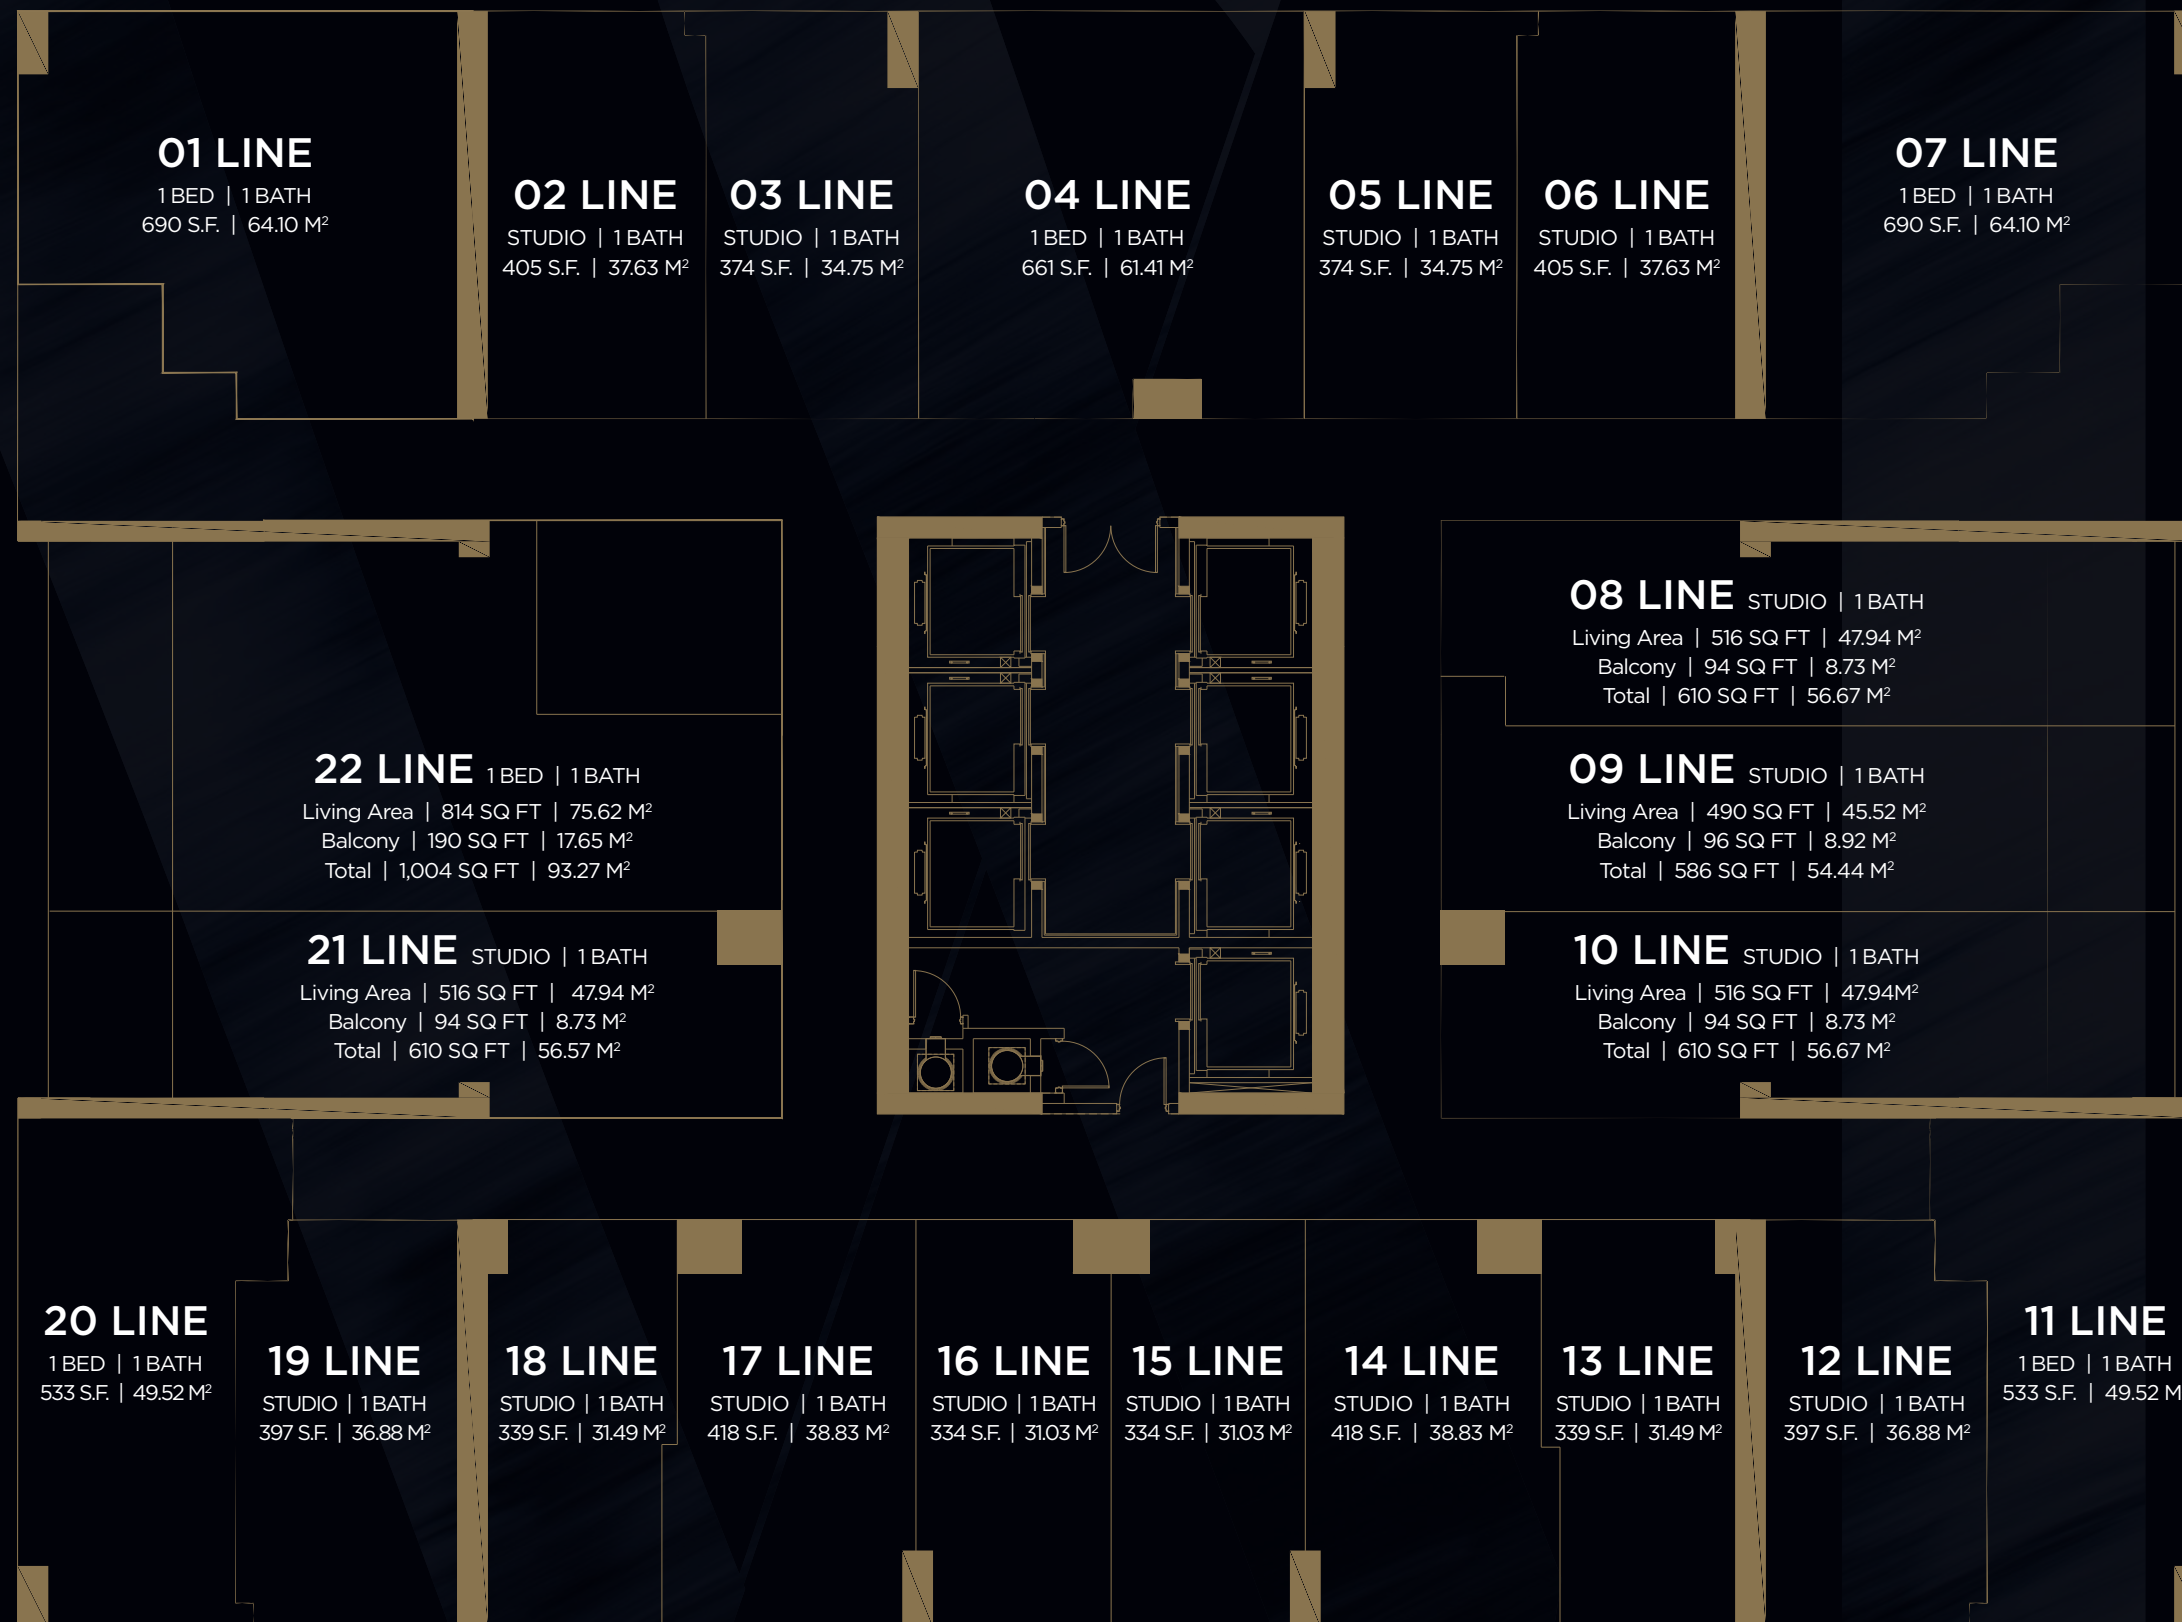 01 LINE
1 BED | 1 BATH
690 S.F. | 64.10 M²
02 LINE
STUDIO | 1 BATH
405 S.F. | 37.63 M²
03 LINE
STUDIO | 1 BATH
374 S.F. | 34.75 M²
04 LINE
1 BED | 1 BATH
661 S.F. | 61.41 M²
05 LINE
STUDIO | 1 BATH
374 S.F. | 34.75 M²
06 LINE
STUDIO | 1 BATH
405 S.F. | 37.63 M²
07 LINE
1 BED | 1 BATH
690 S.F. | 64.10 M²
08 LINE STUDIO | 1 BATH
Living Area | 516 SQ FT | 47.94 M²
Balcony | 94 SQ FT | 8.73 M²
Total | 610 SQ FT | 56.67 M²
22 LINE 1 BED | 1 BATH
Living Area | 814 SQ FT | 75.62 M²
Balcony | 190 SQ FT | 17.65 M²
Total | 1,004 SQ FT | 93.27 M²
09 LINE STUDIO | 1 BATH
Living Area | 490 SQ FT | 45.52 M²
Balcony | 96 SQ FT | 8.92 M²
Total | 586 SQ FT | 54.44 M²
21 LINE STUDIO | 1 BATH
Living Area | 516 SQ FT | 47.94 M²
Balcony | 94 SQ FT | 8.73 M²
Total | 610 SQ FT | 56.57 M²
10 LINE STUDIO | 1 BATH
Living Area | 516 SQ FT | 47.94M²
Balcony | 94 SQ FT | 8.73 M²
Total | 610 SQ FT | 56.67 M²
20 LINE
1 BED | 1 BATH
533 S.F. | 49.52 M²
19 LINE
STUDIO | 1 BATH
397 S.F. | 36.88 M²
18 LINE
STUDIO | 1 BATH
339 S.F. | 31.49 M²
17 LINE
STUDIO | 1 BATH
418 S.F. | 38.83 M²
16 LINE
STUDIO | 1 BATH
334 S.F. | 31.03 M²
15 LINE
STUDIO | 1 BATH
334 S.F. | 31.03 M²
14 LINE
STUDIO | 1 BATH
418 S.F. | 38.83 M²
13 LINE
STUDIO | 1 BATH
339 S.F. | 31.49 M²
12 LINE
STUDIO | 1 BATH
397 S.F. | 36.88 M²
11 LINE
1 BED | 1 BATH
533 S.F. | 49.52 M